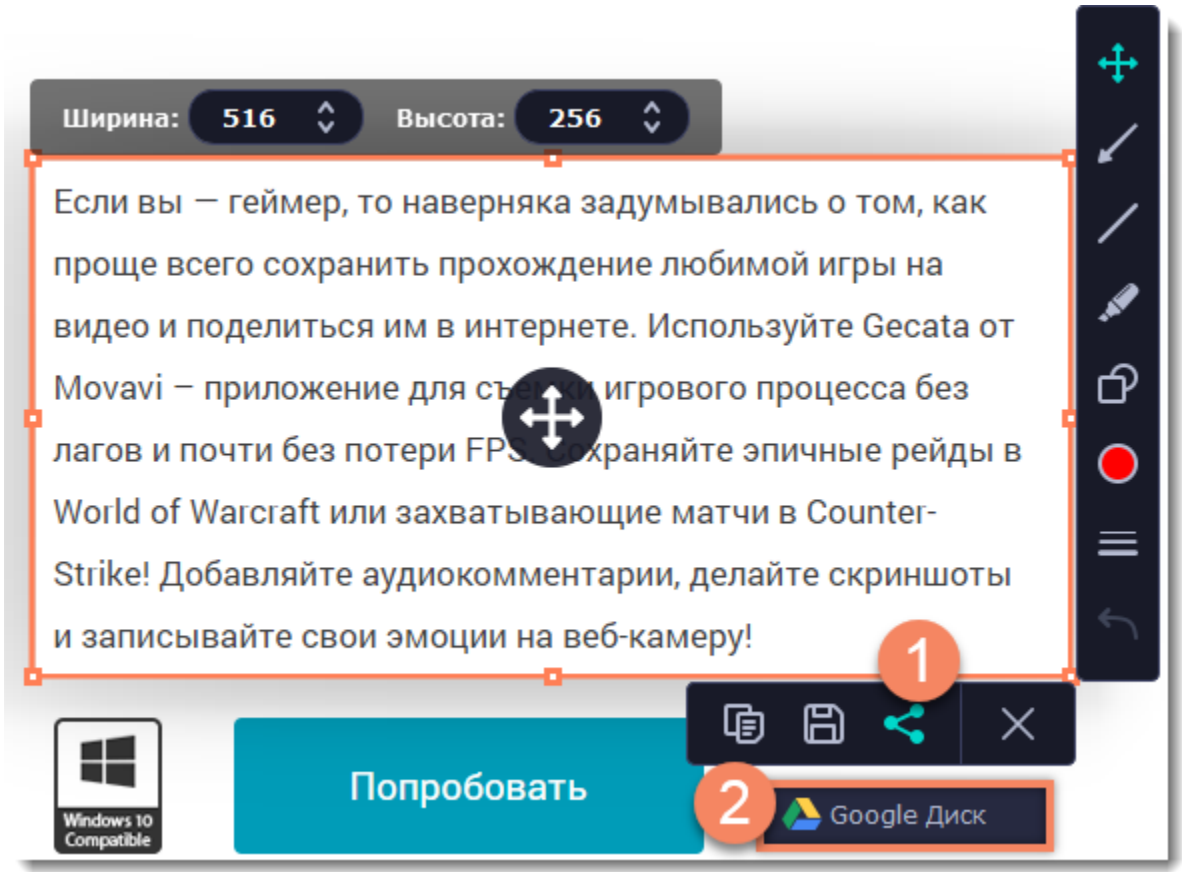 Ширина: 516 Высота: 256
Если вы — геймер, то наверняка задумывались о том, как
проще всего сохранить прохождение любимой игры на
видео и поделиться им в интернете. Используйте Gecata от
Movavi – приложение для съемки игрового процесса без
лагов и почти без потери FPS. Сохраняйте эпичные рейды в
World of Warcraft или захватывающие матчи в Counter-
Strike! Добавляйте аудиокомментарии, делайте скриншоты
и записывайте свои эмоции на веб-камеру!
1
Windows 10
Compatible
Попробовать
2 Google Диск